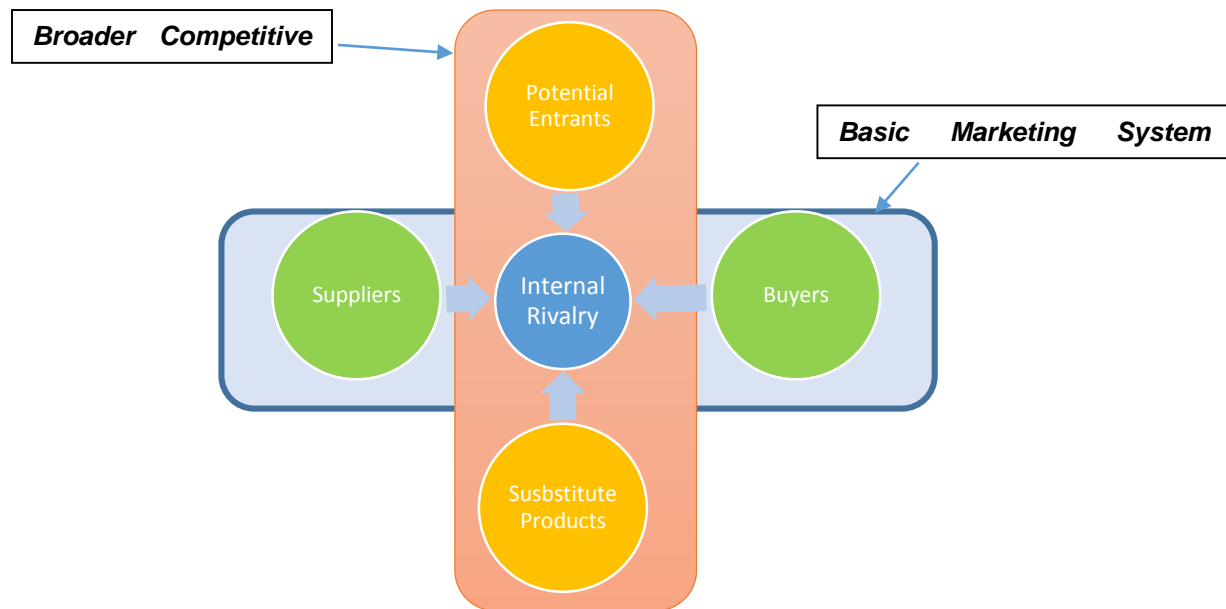 Broader Competitive
Potential
Entrants
Basic Marketing System
Suppliers
Internal
Rivalry
Buyers
Susbstitute
Products